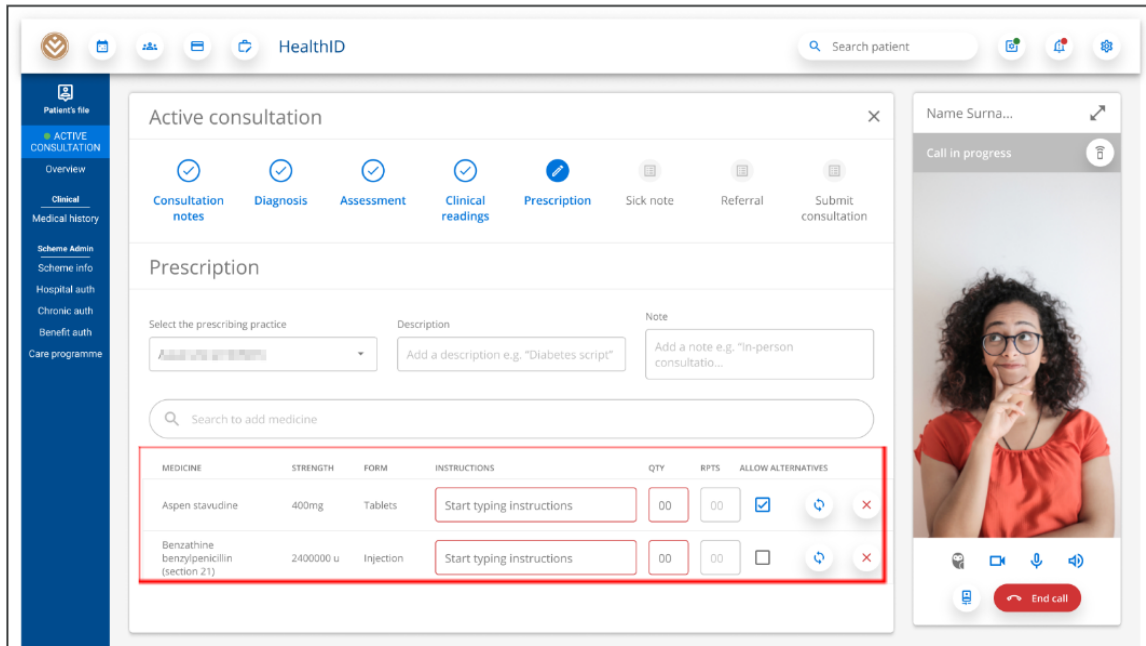 HealthID
Search patient
Patient's file
ACTIVE
CONSULTATION
Overview
Clinical
Medical history
Scheme Admin
Scheme info
Hospital auth
Chronic auth
Benefit auth
Care programme
Active consultation
Consultation
notes
Diagnosis
Assessment
Clinical
readings
Prescription
Sick note
Referral
Submit
consultation
Prescription
Select the prescribing practice
Description
Add a description e.g. "Diabetes script"
Note
Add a note e.g. "In-person
consultatio...
Search to add medicine
MEDICINE STRENGTH FORM INSTRUCTIONS QTY RPTS ALLOW ALTERNATIVES
Aspen stavudine 400mg Tablets Start typing instructions 00 00
Benzathine
benzylpenicillin
(section 21)
2400000 u Injection Start typing instructions 00 00
Name Surna...
Call in progress
End call